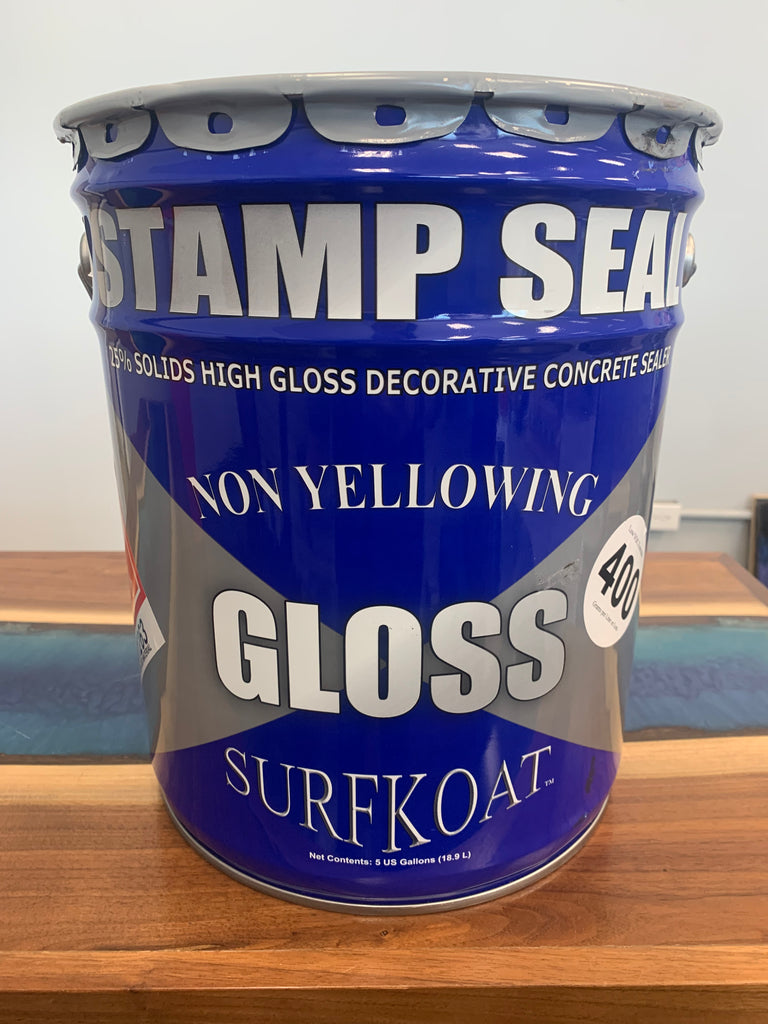 STAMP SEAL
25% SOLIDS HIGH GLOSS DECORATIVE CONCRETE SEALER
NON YELLOWING
GLOSS
400
SURFKOAT™
Net Contents: 5 US Gallons (18.9 L)